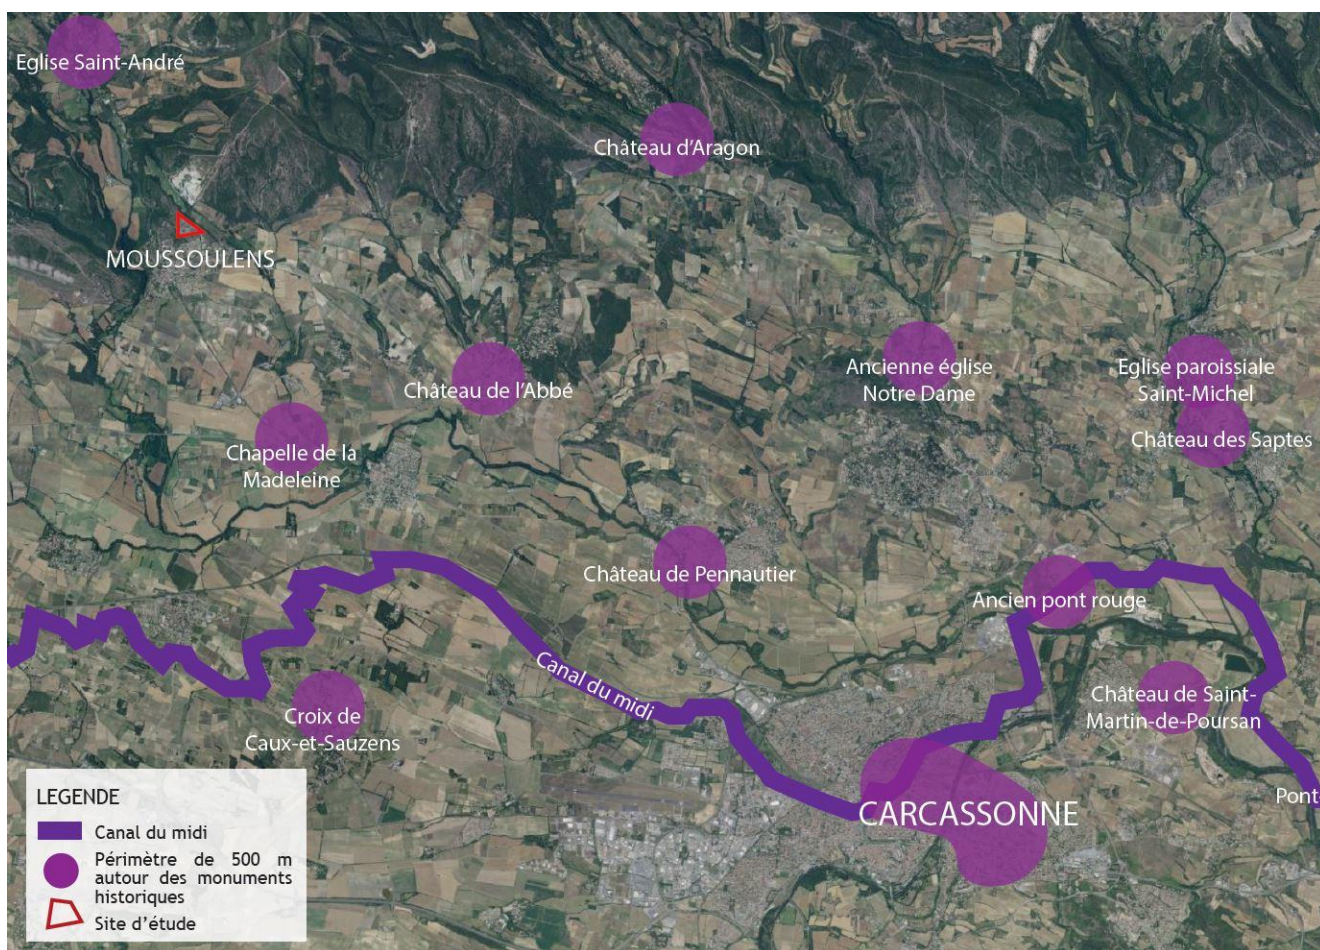 Eglise Saint-André
Château d'Aragon
MOUSSOULENS
Château de l'Abbé
Ancienne église
Notre Dame
Eglise paroissiale
Saint-Michel
Château des Saptes
Chapelle de la
Madeleine
Château de Pennautier
Ancien pont rouge
Canal du midi
Château de Saint-
Martin-de-Poursan
Croix de
Caux-et-Sauzens
CARCASSONNE
Pont
LEGENDE
Canal du midi
Périmètre de 500 m
autour des monuments
historiques
Site d'étude